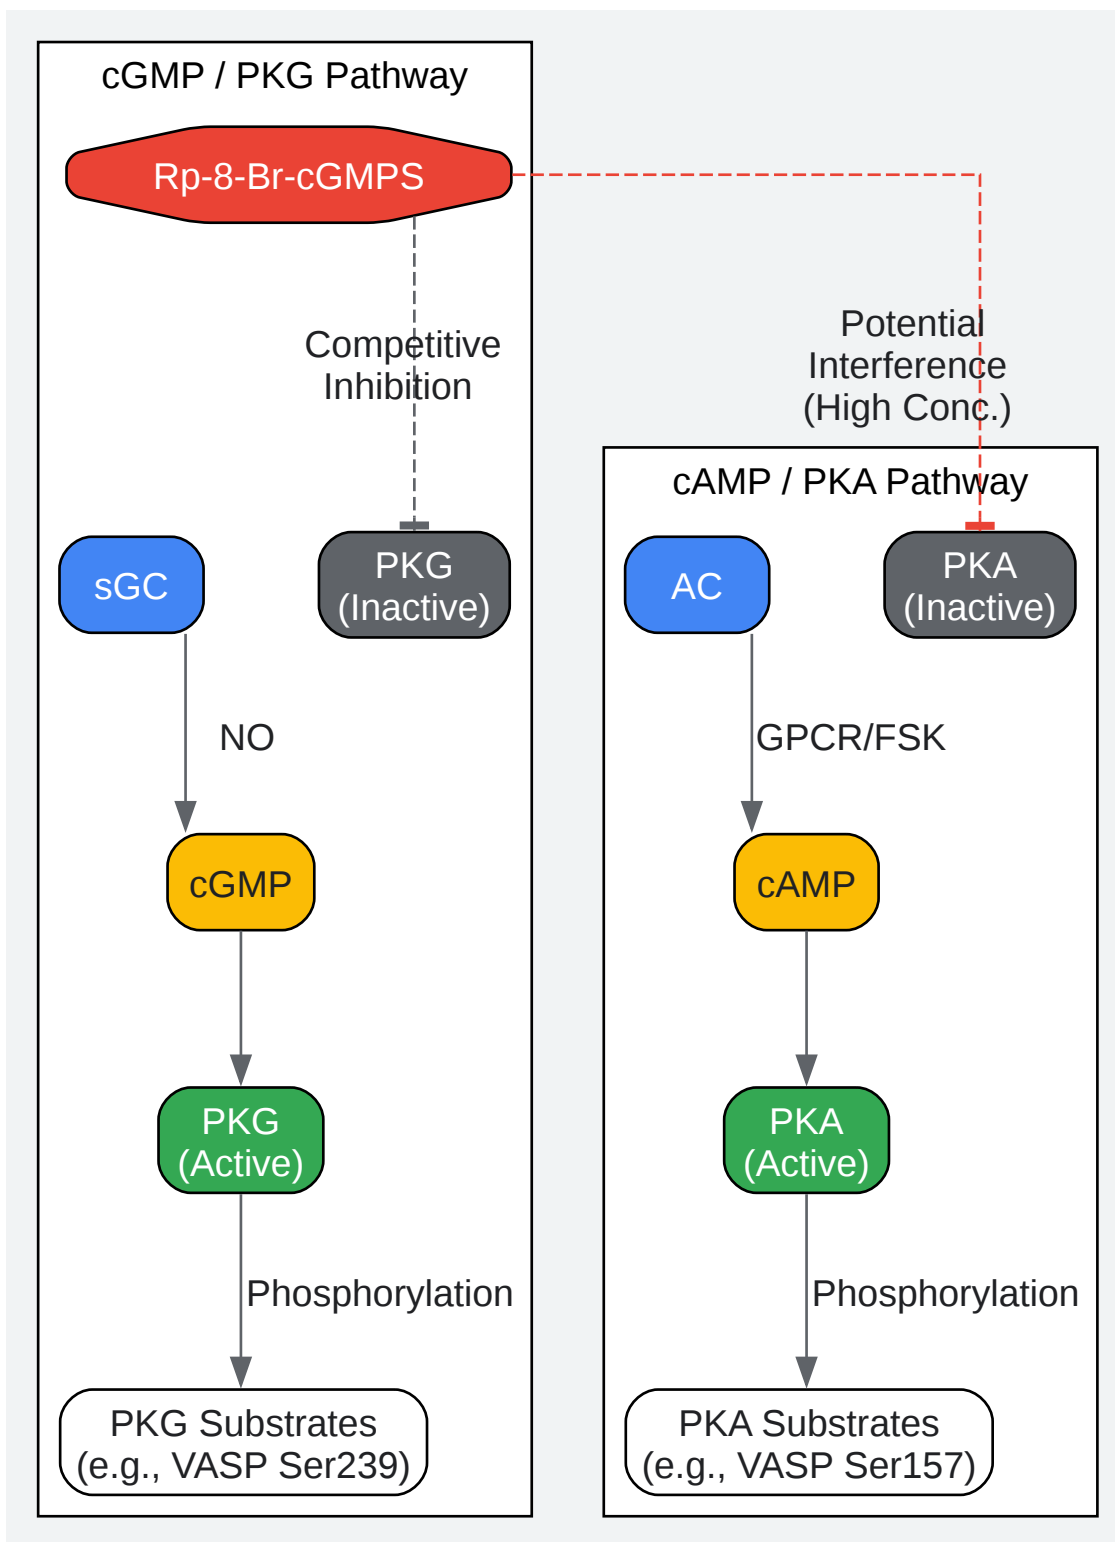 cGMP / PKG Pathway
Rp-8-Br-cGMPS
Competitive
Inhibition
sGC
PKG
(Inactive)
NO
cGMP
PKG
(Active)
Phosphorylation
PKG Substrates
(e.g., VASP Ser239)
Potential
Interference
(High Conc.)
cAMP / PKA Pathway
AC
PKA
(Inactive)
GPCR/FSK
cAMP
PKA
(Active)
Phosphorylation
PKA Substrates
(e.g., VASP Ser157)